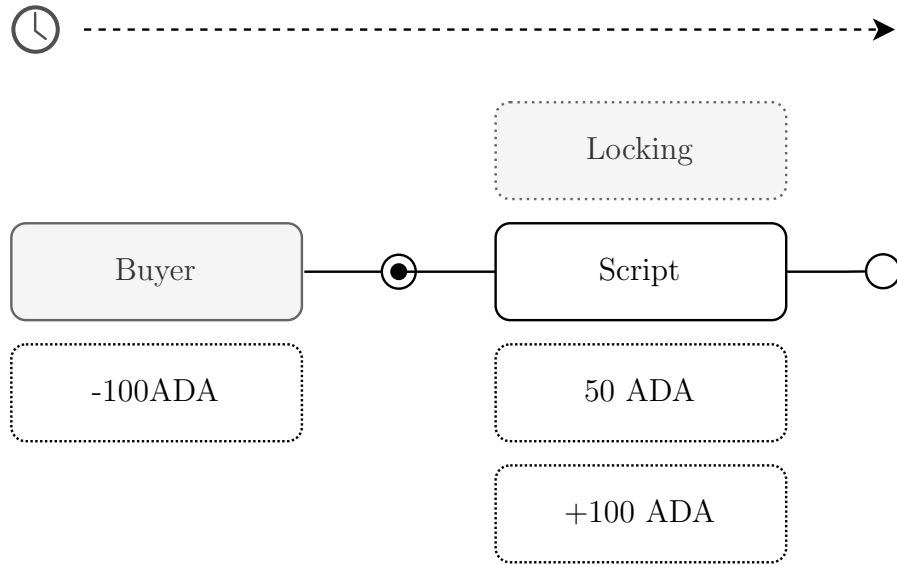 Locking
Buyer
Script
-100ADA
50 ADA
+100 ADA